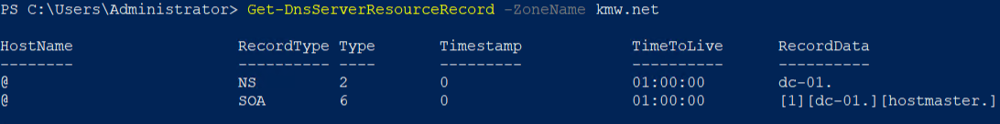 PS C:\Users\Administrator> Get-DnsServerResourceRecord -ZoneName kmw.net
HostName RecordType Type Timestamp TimeToLive RecordData
-------- ---------- ---- --------- ---------- ----------
@ NS 2 0 01:00:00 dc-01.
@ SOA 6 0 01:00:00 [1][dc-01.][hostmaster.]